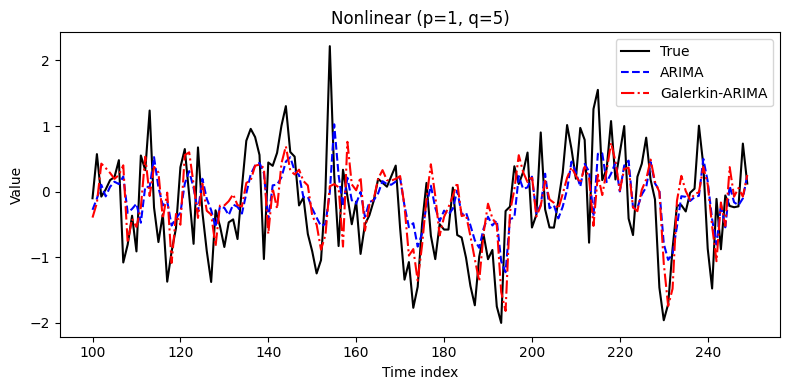 Nonlinear (p=1, q=5)
True
ARIMA
Galerkin-ARIMA
Value
2
1
0
−1
−2
100 120 140 160 180 200 220 240
Time index